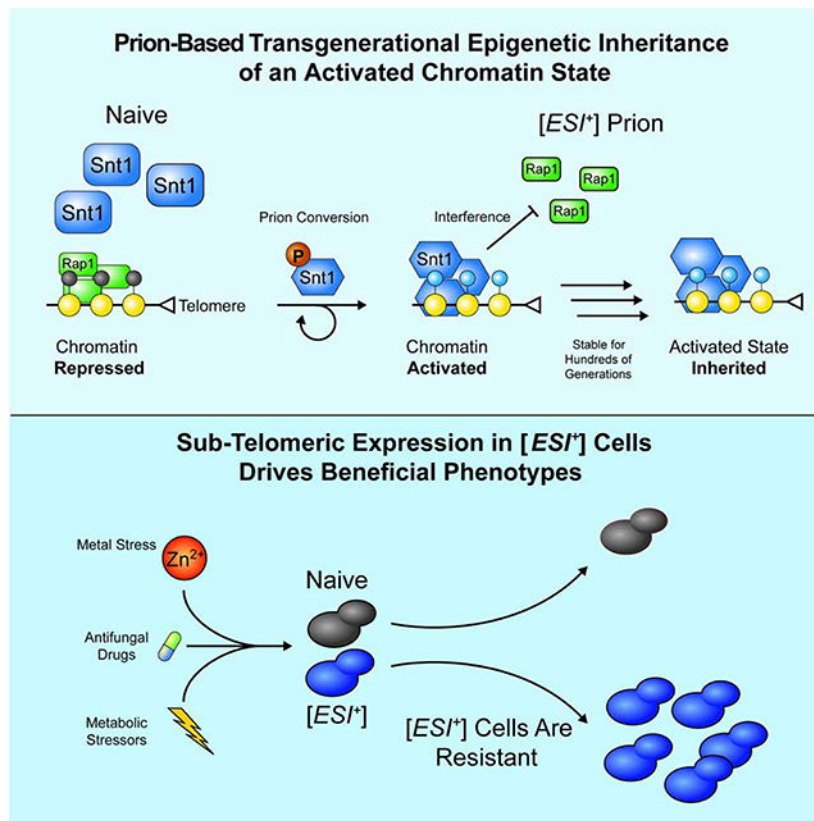 Prion-Based Transgenerational Epigenetic Inheritance
of an Activated Chromatin State
Naive
Snt1
Snt1
Snt1
Rap1
Telomere
Chromatin
Repressed
Prion Conversion
P
Snt1
[ESI+] Prion
Interference
Rap1
Rap1
Rap1
Snt1
Chromatin
Activated
Stable for
Hundreds of
Generations
Activated State
Inherited
Sub-Telomeric Expression in [ESI+] Cells
Drives Beneficial Phenotypes
Metal Stress
Zn2+
Antifungal
Drugs
Metabolic
Stressors
Naive
[ESI+]
[ESI+] Cells Are
Resistant